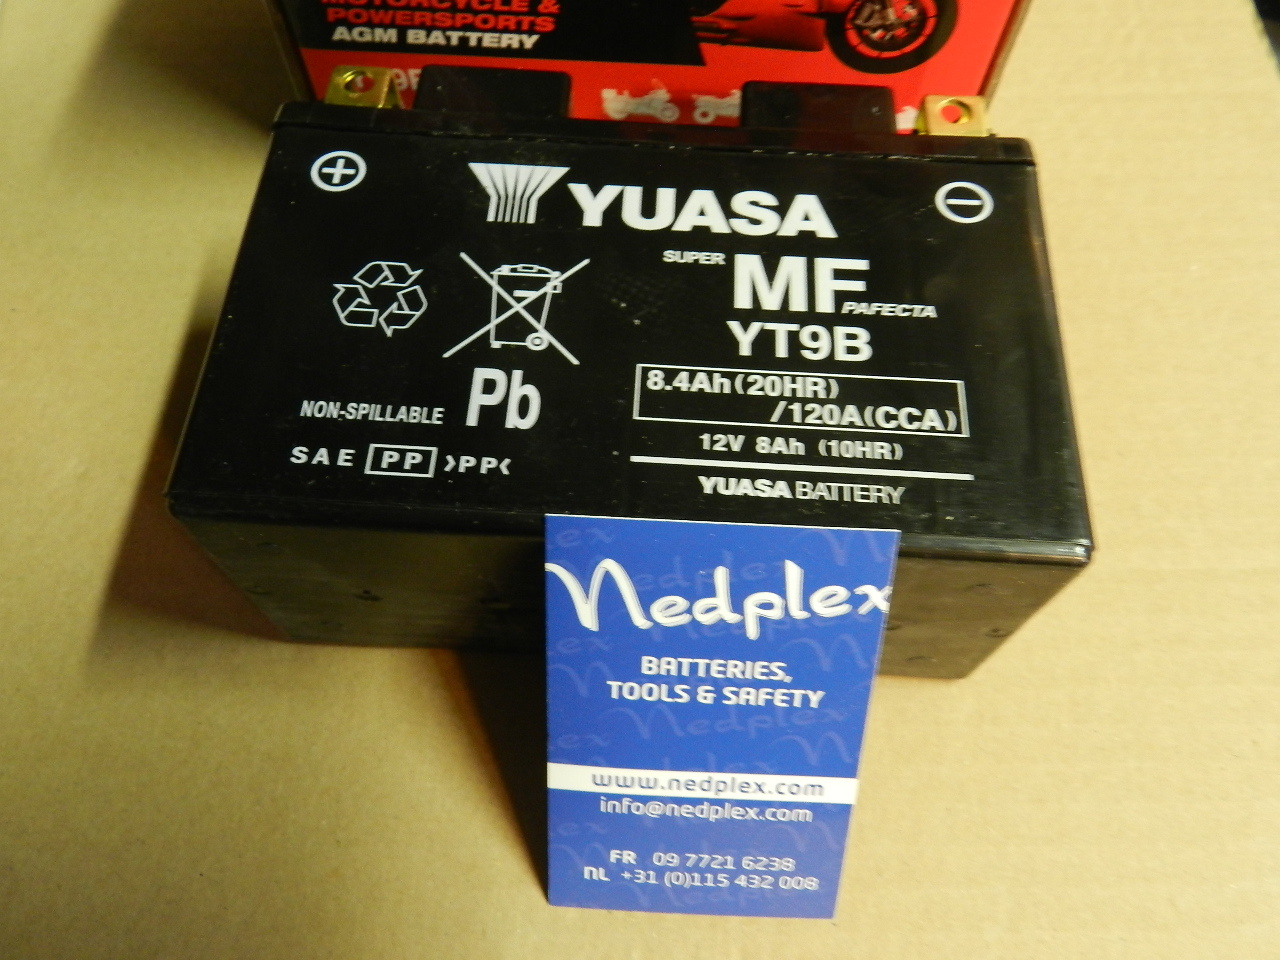 MOTORCYCLE &
POWERSPORTS
AGM BATTERY
YUASA
SUPER MF PAFECTA
YT9B
8.4Ah(20HR)
/120A(CCA)
12V 8Ah (10HR)
YUASA BATTERY
Pb
NON-SPILLABLE
SAE PP >PP<
Nedplex
BATTERIES,
TOOLS & SAFETY
www.nedplex.com
info@nedplex.com
FR 09 7721 6238
NL +31 (0)115 432 008